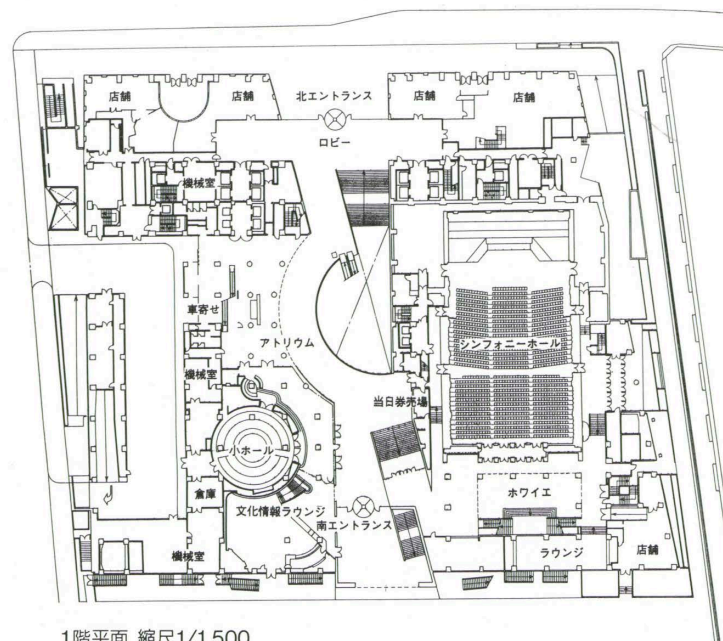 店舗
店舗
北エントランス
店舗
店舗
ロビー
機械室
車寄せ
アトリウム
シンフォニーホール
機械室
当日券売場
小ホール
倉庫
ホワイエ
文化情報ラウンジ
南エントランス
機械室
ラウンジ
店舗
1階平面 縮尺1/1,500